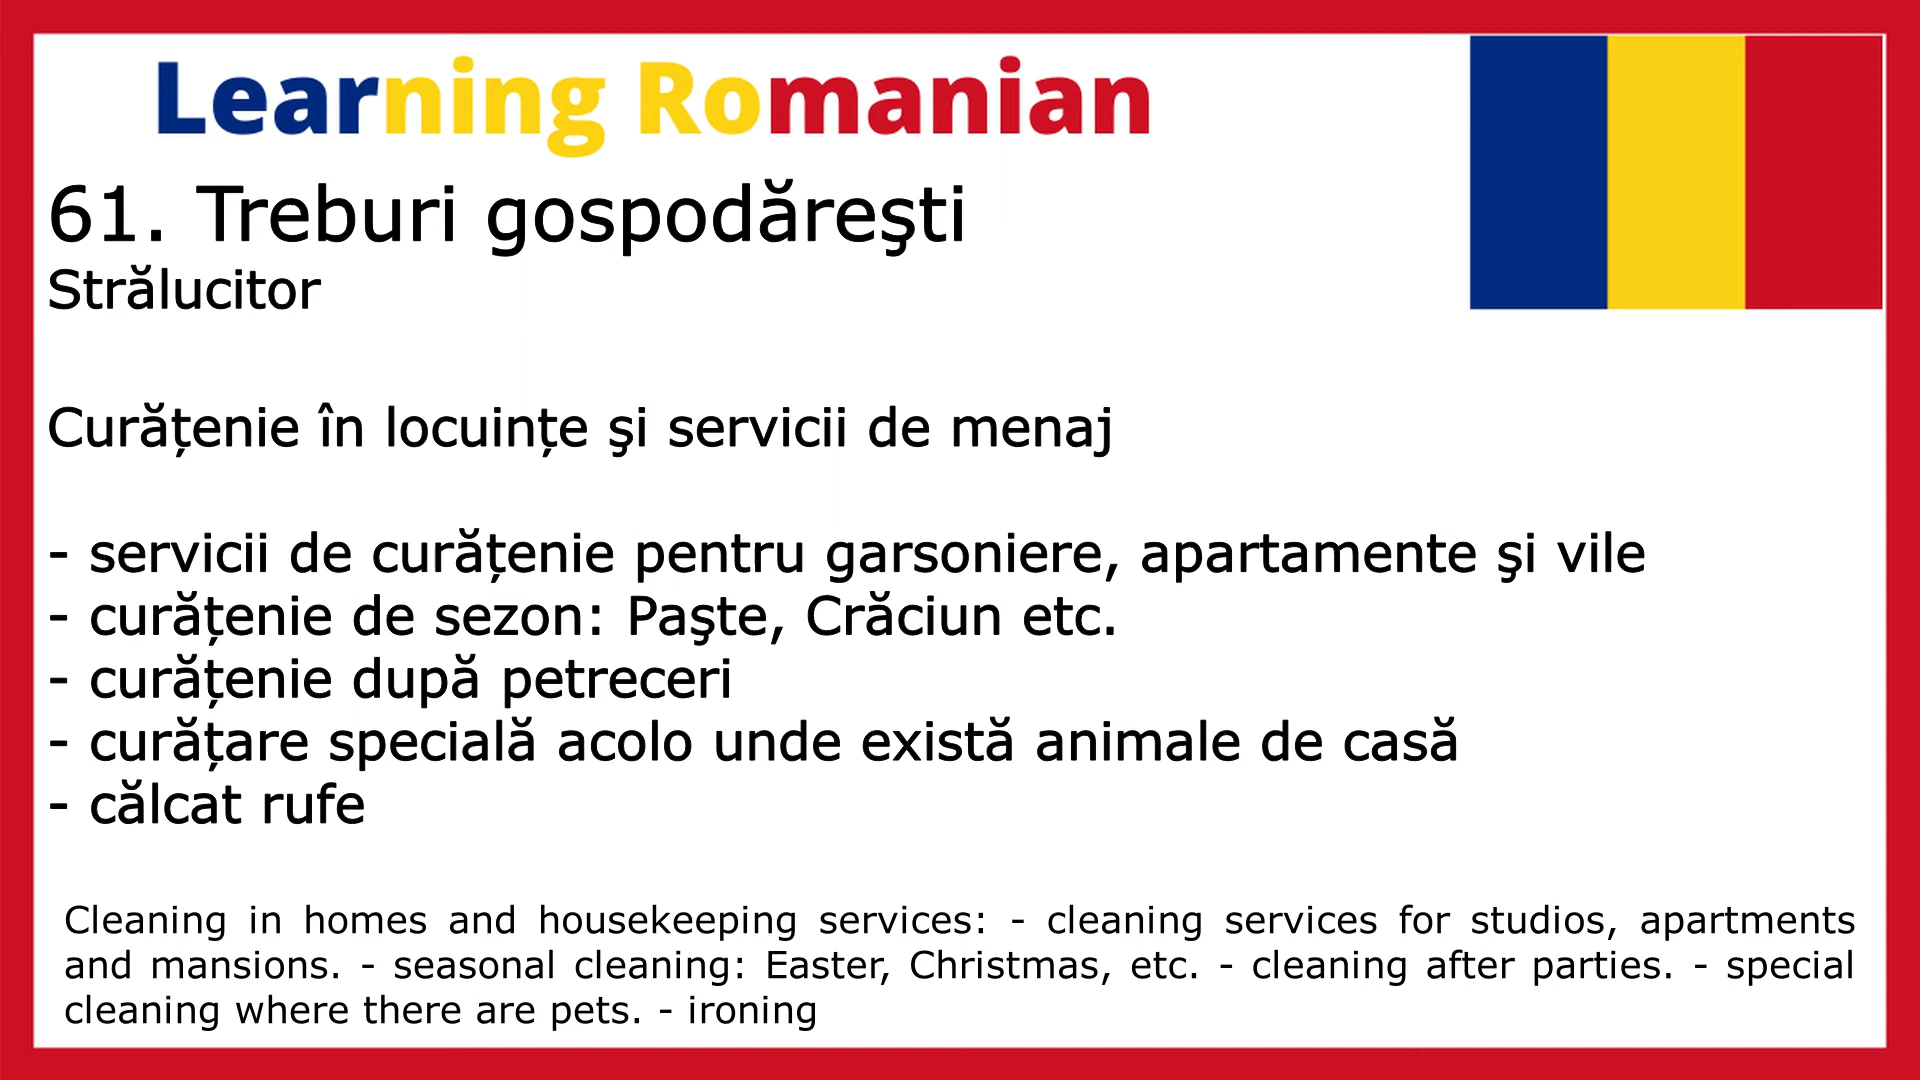 Learning Romanian
61. Treburi gospodăreşti
Strălucitor
Curățenie în locuințe şi servicii de menaj
- servicii de curățenie pentru garsoniere, apartamente şi vile
- curățenie de sezon: Paşte, Crăciun etc.
- curățenie după petreceri
- curățare specială acolo unde există animale de casă
- călcat rufe
Cleaning in homes and housekeeping services: - cleaning services for studios, apartments
and mansions. - seasonal cleaning: Easter, Christmas, etc. - cleaning after parties. - special
cleaning where there are pets. - ironing